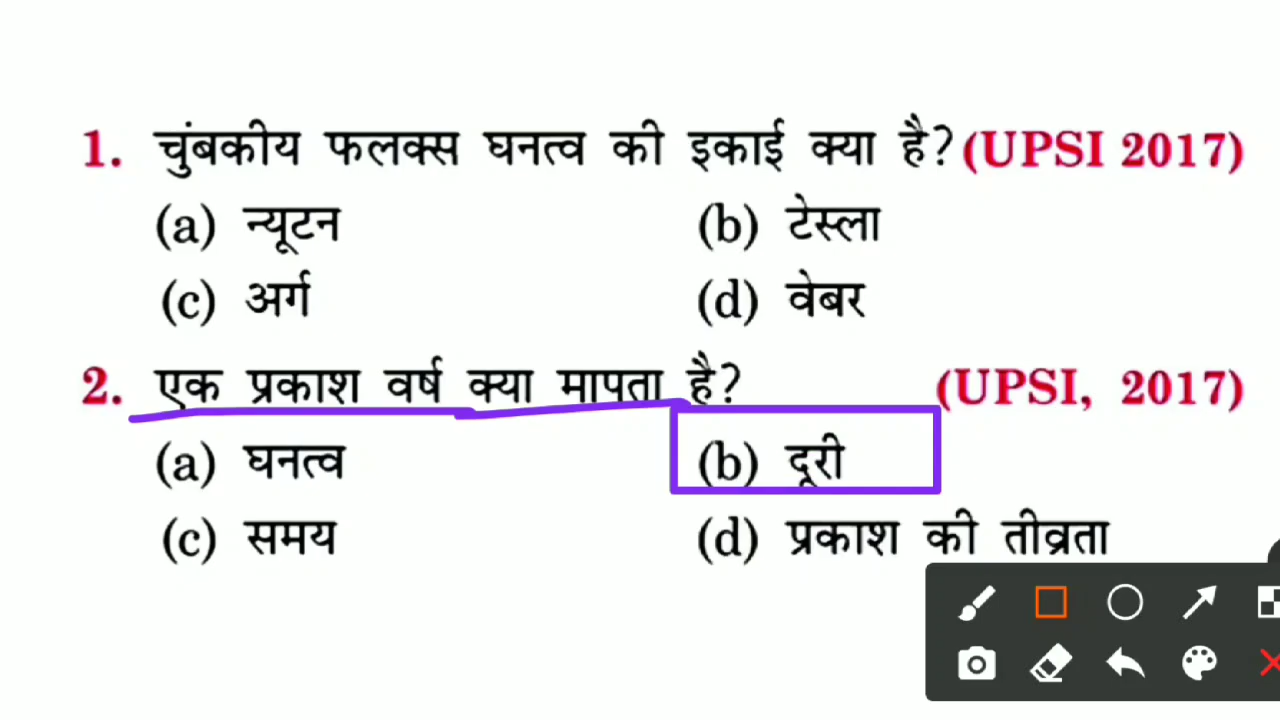 1. चुंबकीय फलक्स घनत्व की इकाई क्या है? (UPSI 2017)
(a) न्यूटन (b) टेस्ला
(c) अर्ग (d) वेबर
2. एक प्रकाश वर्ष क्या मापता है? (UPSI, 2017)
(a) घनत्व (b) दूरी
(c) समय (d) प्रकाश की तीव्रता